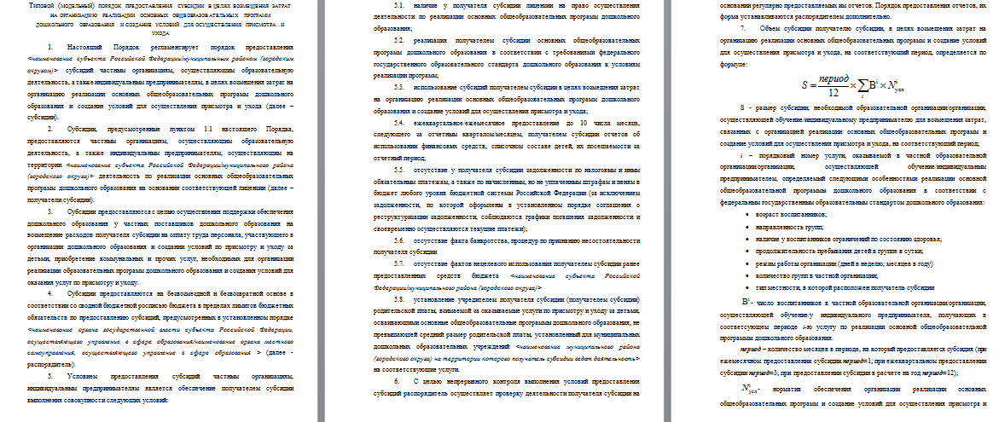 Типовой (модельный) порядок предоставления субсидии в целях возмещения затрат
на организацию реализации основных общеобразовательных программ
дошкольного образования и создание условий для осуществления присмотра и
ухода
1. Настоящий Порядок регламентирует порядок предоставления
<наименование субъекта Российской Федерации/муниципальным районом (городским
округом)> субсидий частным организациям, осуществляющим образовательную
деятельность, а также индивидуальным предпринимателям, в целях возмещения затрат на
организацию реализации основных общеобразовательных программ дошкольного
образования и создание условий для осуществления присмотра и ухода (далее –
субсидии).
2. Субсидии, предусмотренные пунктом 1.1 настоящего Порядка,
предоставляются частным организациям, осуществляющим образовательную
деятельность, а также индивидуальным предпринимателям, осуществляющим на
территории <наименование субъекта Российской Федерации/муниципального района
(городского округа)> деятельность по реализации основных общеобразовательных
программ дошкольного образования на основании соответствующей лицензии (далее –
получатели субсидии).
3. Субсидии предоставляются с целью осуществления поддержки обеспечения
дошкольного образования у частных поставщиков дошкольного образования на
возмещение расходов получателя субсидии на оплату труда персонала, участвующего в
организации дошкольного образования и создании условий по присмотру и уходу за
детьми, приобретение коммунальных и прочих услуг, необходимых для организации
реализации образовательных программ дошкольного образования и создания условий для
оказания услуг по присмотру и уходу.
4. Субсидии предоставляются на безвозмездной и безвозвратной основе в
соответствии со сводной бюджетной росписью бюджета в пределах лимитов бюджетных
обязательств по предоставлению субсидий, предусмотренных в установленном порядке
<наименование органа государственной власти субъекта Российской Федерации,
осуществляющего управление в сфере образования/наименование органа местного
самоуправления, осуществляющего управление в сфере образования > (далее -
распорядитель).
5. Условием предоставления субсидий частным организациям,
индивидуальным предпринимателям является обеспечение получателем субсидии
выполнения совокупности следующих условий:
5.1. наличие у получателя субсидии лицензии на право осуществления
деятельности по реализации основных общеобразовательных программ дошкольного
образования;
5.2. реализация получателем субсидии основных общеобразовательных
программ дошкольного образования в соответствии с требованиями федерального
государственного образовательного стандарта дошкольного образования к условиям
реализации программ;
5.3. использование субсидий получателем субсидии в целях возмещения затрат
на организацию реализации основных общеобразовательных программ дошкольного
образования и создание условий для осуществления присмотра и ухода;
5.4. ежеквартальное/ежемесячное предоставление до 10 числа месяца,
следующего за отчетным кварталом/месяцем, получателем субсидии отчетов об
использовании финансовых средств, списочном составе детей, их посещаемости за
отчетный период;
5.5. отсутствие у получателя субсидии задолженности по налоговым и иным
обязательным платежам, а также по начисленным, но не уплаченным штрафам и пеням в
бюджет любого уровня бюджетной системы Российской Федерации (за исключением
задолженности, по которой оформлены в установленном порядке соглашения о
реструктуризации задолженности, соблюдаются графики погашения задолженности и
своевременно осуществляются текущие платежи);
5.6. отсутствие факта банкротства, процедур по признанию несостоятельности
получателя субсидии
5.7. отсутствие фактов нецелевого использования получателем субсидии ранее
предоставленных средств бюджета <наименование субъекта Российской
Федерации/муниципального района (городского округа)>
5.8. установление учредителем получателя субсидии (получателем субсидии)
родительской платы, взимаемой за оказываемые услуги по присмотру и уходу за детьми,
осваивающими основные общеобразовательные программы дошкольного образования, не
превышающей средний размер родительской платы, установленный для муниципальных
дошкольных образовательных учреждений <наименование муниципального района
(городского округа) на территории которого получатель субсидии ведет деятельность>
на соответствующие услуги.
6. С целью непрерывного контроля выполнения условий предоставления
субсидий распорядитель осуществляет проверку деятельности получателя субсидии на
основании регулярно предоставляемых им отчетов. Порядок предоставления отчетов, их
форма устанавливаются распорядителем дополнительно.
7. Объем субсидии получателю субсидии, в целях возмещения затрат на
организацию реализации основных общеобразовательных программ и создание условий
для осуществления присмотра и ухода, на соответствующий период, определяется по
формуле:
S = период/12 × ∑i Bi × Niусл
S - размер субсидии, необходимой образовательной организации/организации,
осуществляющей обучение/индивидуальному предпринимателю для возмещения затрат,
связанных с организацией реализации основных общеобразовательных программ и
создание условий для осуществления присмотра и ухода, на соответствующий период;
i – порядковый номер услуги, оказываемой в частной образовательной
организации/организации, осуществляющей обучение/индивидуальным
предпринимателем, определяемый следующими особенностями реализации основной
общеобразовательной программы дошкольного образования в соответствии с
федеральным государственным образовательным стандартом дошкольного образования:
• возраст воспитанников;
• направленность групп;
• наличие у воспитанников ограничений по состоянию здоровья;
• продолжительность пребывания детей в группе в сутки;
• режим работы организации (дней в неделю, месяцев в году)
• количество групп в частной организации;
• тип местности, в которой расположен получатель субсидии
Bi- число воспитанников в частной образовательной организации/организации,
осуществляющей обучение/у индивидуального предпринимателя, получающих в
соответсующем периоде i-ю услугу по реализации основной общеобразовательной
программы дошкольного образования.
период – количество месяцев в периоде, на который предоставляется субсидия (при
ежемесячном предоставлении субсидии период=1; при ежеквартальном предоставлении
субсидии период=3; при предоставлении субсидии в расчете на год период=12);
Niусл- норматив обеспечения организации реализации основных
общеобразовательных программ и создание условий для осуществления присмотра и